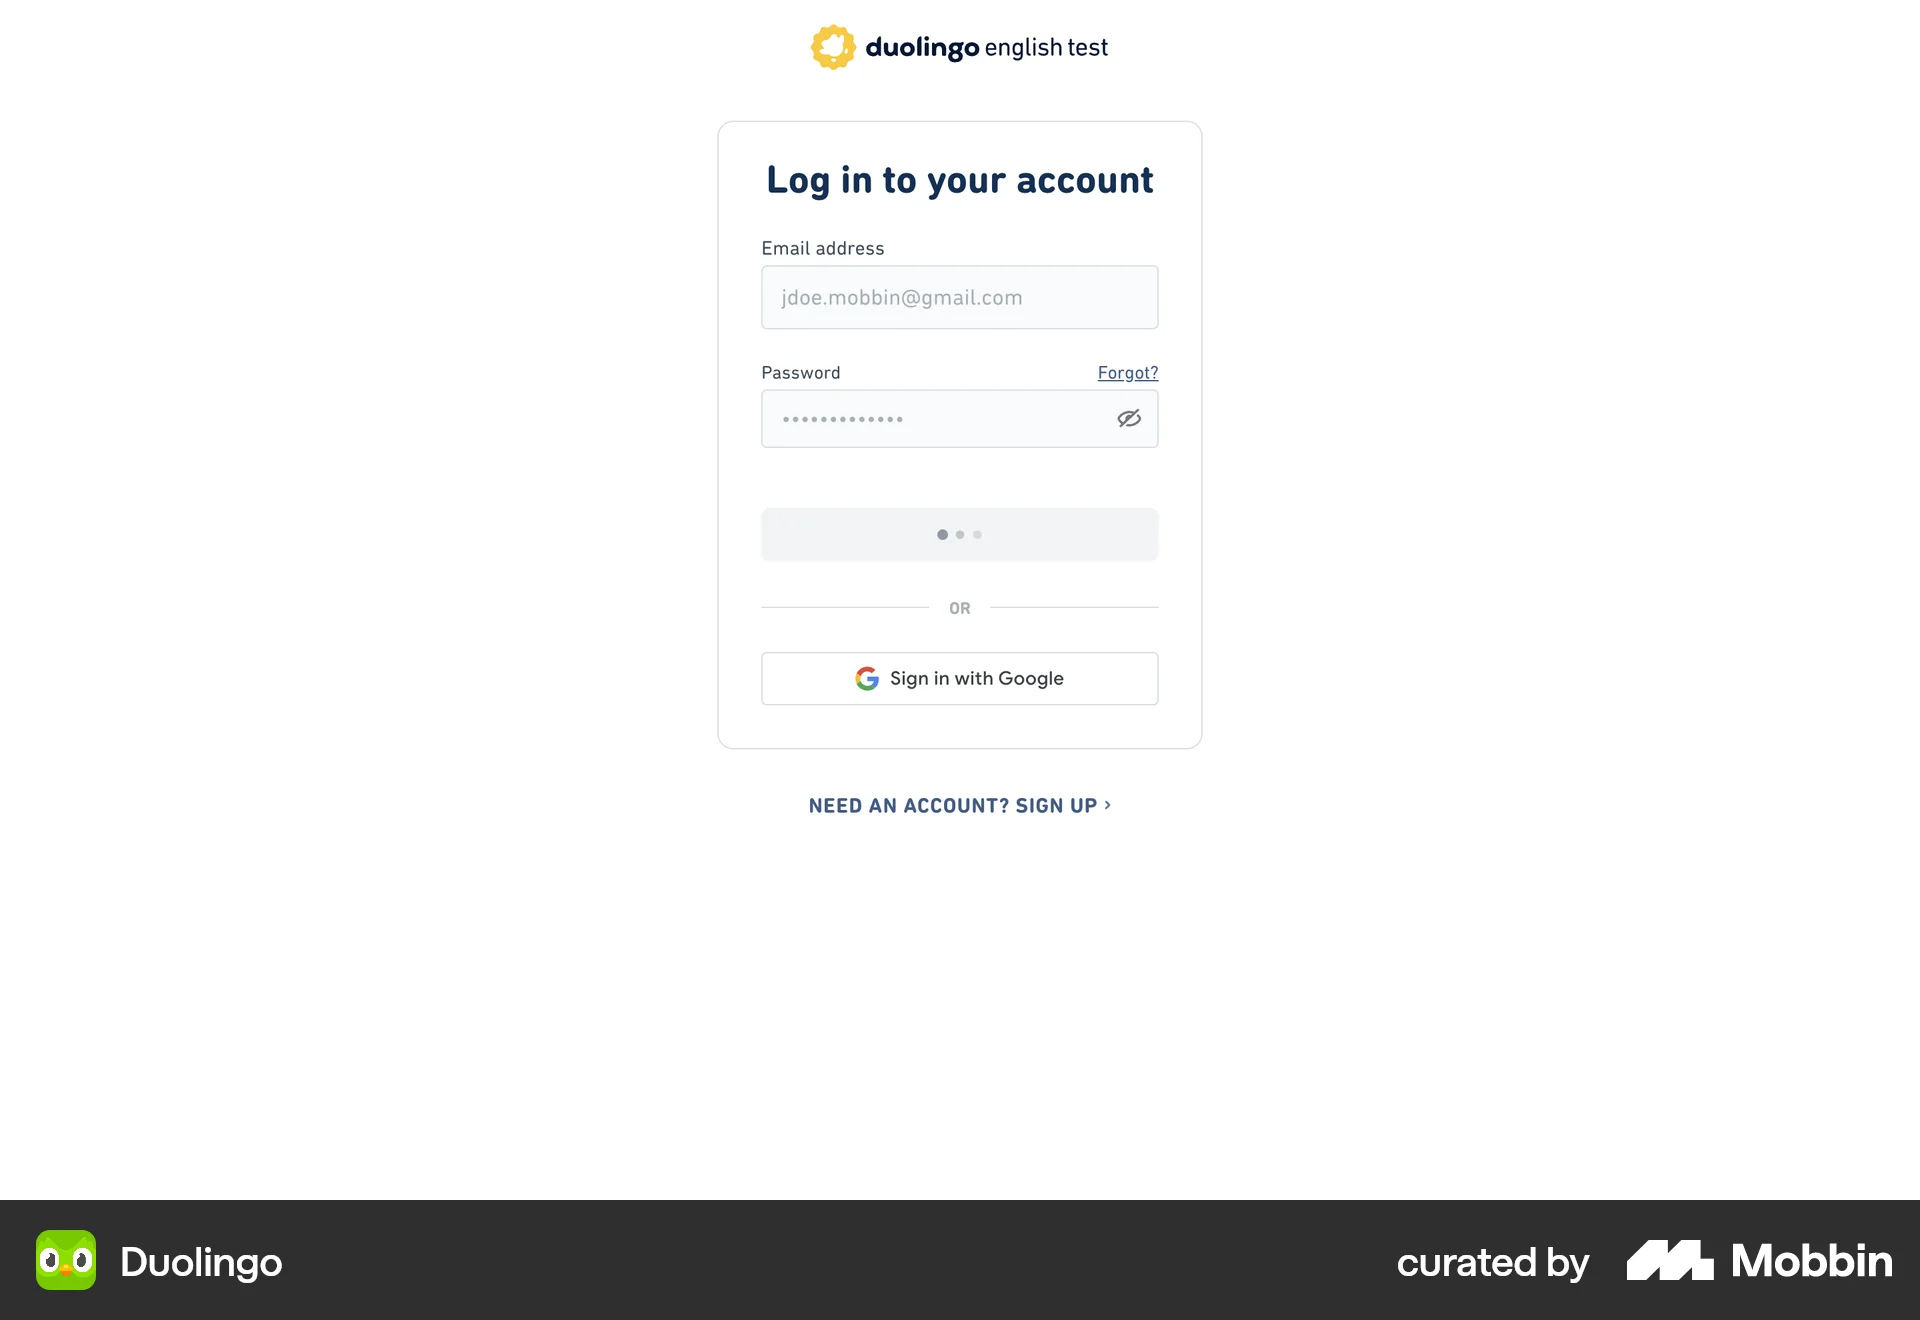 duolingo english test
Log in to your account
Email address
jdoe.mobbin@gmail.com
Password Forgot?
•••••••••••••
OR
Sign in with Google
NEED AN ACCOUNT? SIGN UP ›
Duolingo
curated by Mobbin